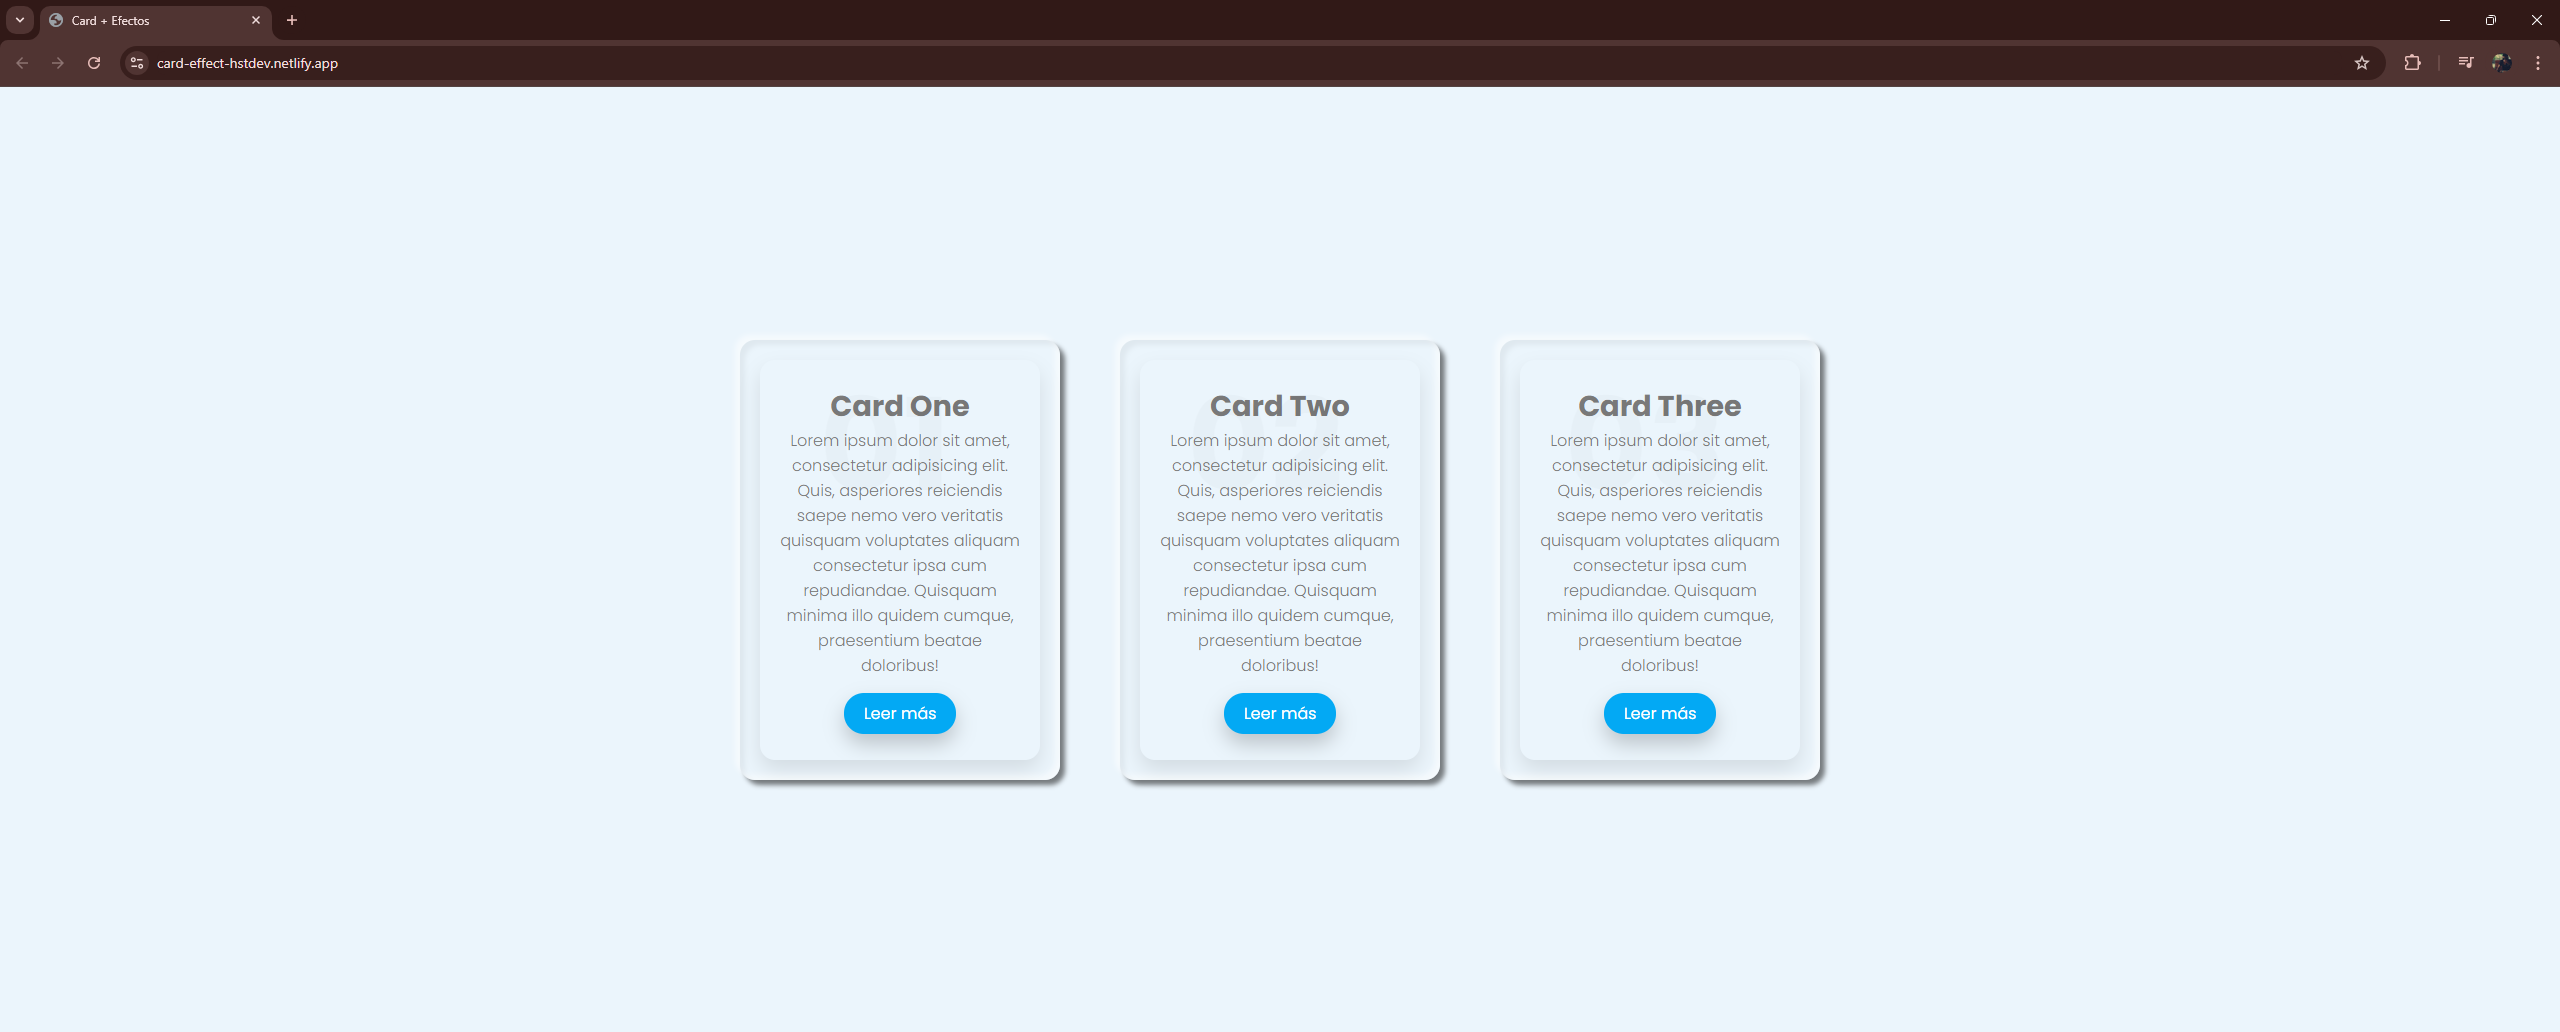 Card + Efectos
card-effect-hstdev.netlify.app
01
Card One
Lorem ipsum dolor sit amet,
consectetur adipisicing elit.
Quis, asperiores reiciendis
saepe nemo vero veritatis
quisquam voluptates aliquam
consectetur ipsa cum
repudiandae. Quisquam
minima illo quidem cumque,
praesentium beatae
doloribus!
Leer más
02
Card Two
Lorem ipsum dolor sit amet,
consectetur adipisicing elit.
Quis, asperiores reiciendis
saepe nemo vero veritatis
quisquam voluptates aliquam
consectetur ipsa cum
repudiandae. Quisquam
minima illo quidem cumque,
praesentium beatae
doloribus!
Leer más
03
Card Three
Lorem ipsum dolor sit amet,
consectetur adipisicing elit.
Quis, asperiores reiciendis
saepe nemo vero veritatis
quisquam voluptates aliquam
consectetur ipsa cum
repudiandae. Quisquam
minima illo quidem cumque,
praesentium beatae
doloribus!
Leer más